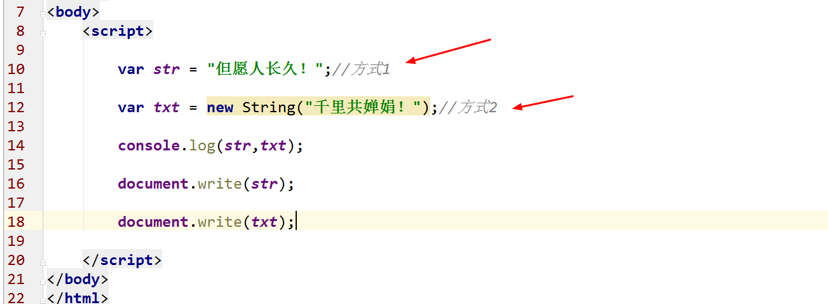 7 <body>
8 <script>
9
10 var str = "但愿人长久！";//方式1
11
12 var txt = new String("千里共婵娟！");//方式2
13
14 console.log(str,txt);
15
16 document.write(str);
17
18 document.write(txt);
19
20 </script>
21 </body>
22 </html>